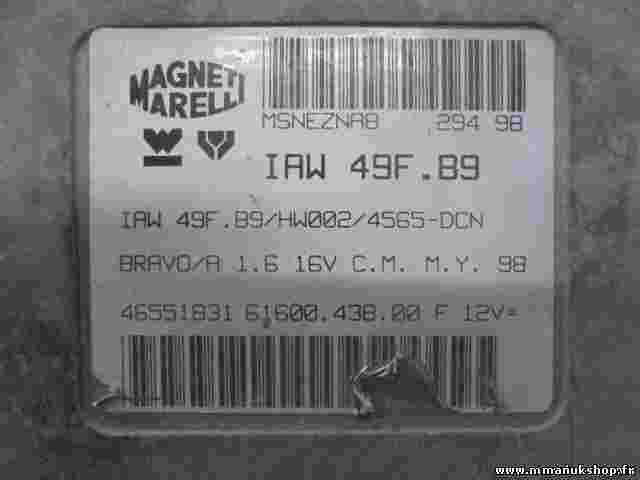 MAGNETI
MARELLI
MSNEZNA8 294 98
IAW 49F.B9
IAW 49F.B9/HW002/4565-DCN
BRAVO/A 1.6 16V C.M. M.Y. 98
46551831 61600.438.00 F 12V=
www.mmanukshop.fr